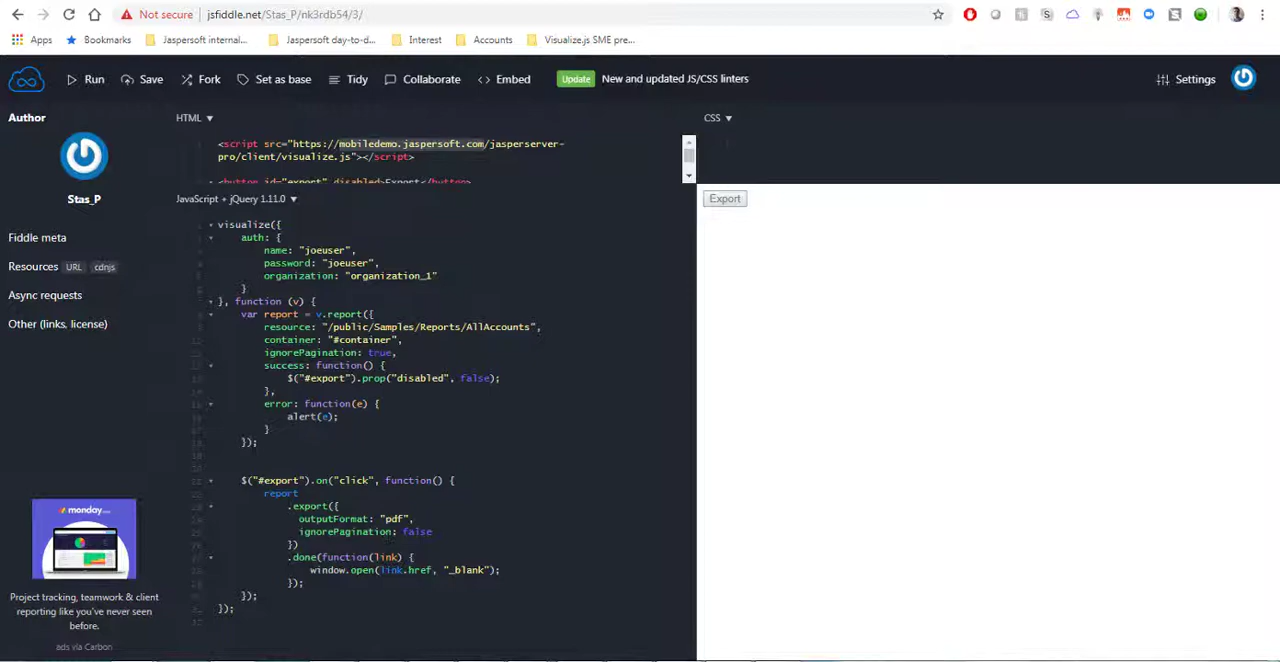 Not secure
jsfiddle.net/Stas_P/nk3rdb54/3/
Apps
Bookmarks
Jaspersoft internal...
Jaspersoft day-to-d...
Interest
Accounts
Visualize.js SME pre...
Run
Save
Fork
Set as base
Tidy
Collaborate
Embed
Update
New and updated JS/CSS linters
Settings
Author
Stas_P
Fiddle meta
Resources URL cdnjs
Async requests
Other (links, license)
monday
Project tracking, teamwork & client
reporting like you've never seen
before.
ads via Carbon
HTML
<script src="https://mobiledemo.jaspersoft.com/jasperserver-
pro/client/visualize.js"></script>
<button id="export" disabled>Export</button>
JavaScript + jQuery 1.11.0
visualize({
auth: {
name: "joeuser",
password: "joeuser",
organization: "organization_1"
}
}, function (v) {
var report = v.report({
resource: "/public/Samples/Reports/AllAccounts",
container: "#container",
ignorePagination: true,
success: function() {
$("#export").prop("disabled", false);
},
error: function(e) {
alert(e);
}
});
$("#export").on("click", function() {
report
.export({
outputFormat: "pdf",
ignorePagination: false
})
.done(function(link) {
window.open(link.href, "_blank");
});
});
});
CSS
Export